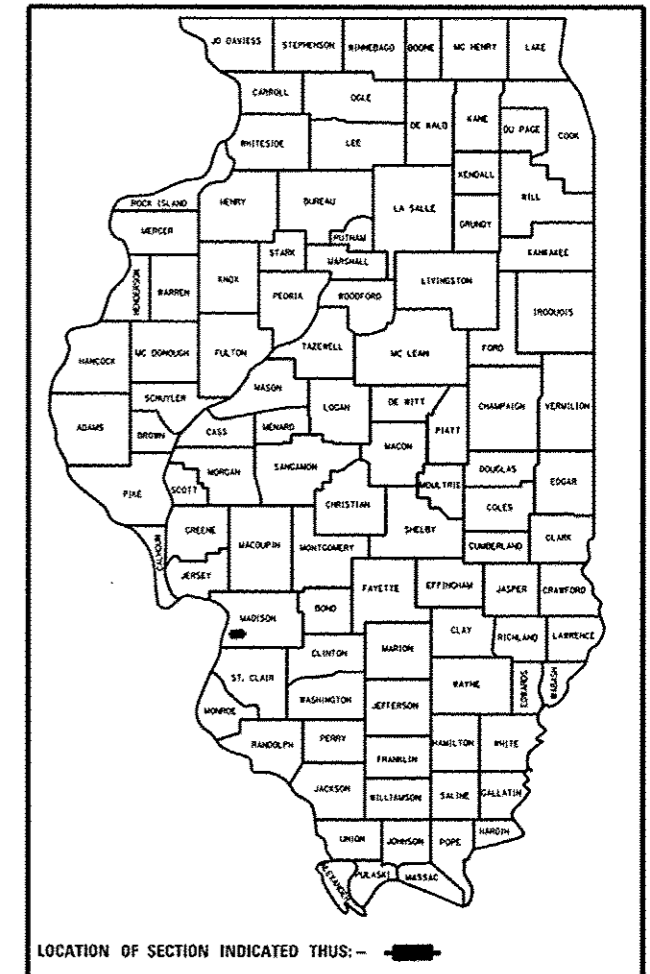 JO DAVIESS STEPHENSON WINNEBAGO BOONE MC HENRY LAKE
CARROLL OGLE DE KALB KANE DU PAGE COOK
WHITESIDE LEE KENDALL WILL
ROCK ISLAND HENRY BUREAU LA SALLE GRUNDY
MERCER STARK PUTNAM MARSHALL KANKAKEE
HENDERSON WARREN KNOX PEORIA WOODFORD LIVINGSTON IROQUOIS
HANCOCK MC DONOUGH FULTON TAZEWELL MC LEAN FORD
SCHUYLER MASON LOGAN DE WITT CHAMPAIGN VERMILION
ADAMS BROWN CASS MENARD MACON PIATT
PIKE SCOTT MORGAN SANGAMON CHRISTIAN MOULTRIE DOUGLAS EDGAR
COLES
CALHOUN GREENE MACOUPIN MONTGOMERY SHELBY CUMBERLAND CLARK
JERSEY FAYETTE EFFINGHAM JASPER CRAWFORD
MADISON BOND CLAY RICHLAND LAWRENCE
CLINTON MARION
ST. CLAIR WAYNE EDWARDS WABASH
MONROE WASHINGTON JEFFERSON
RANDOLPH PERRY HAMILTON WHITE
FRANKLIN
JACKSON WILLIAMSON SALINE GALLATIN
UNION JOHNSON POPE HARDIN
ALEXANDER PULASKI MASSAC
LOCATION OF SECTION INDICATED THUS: –